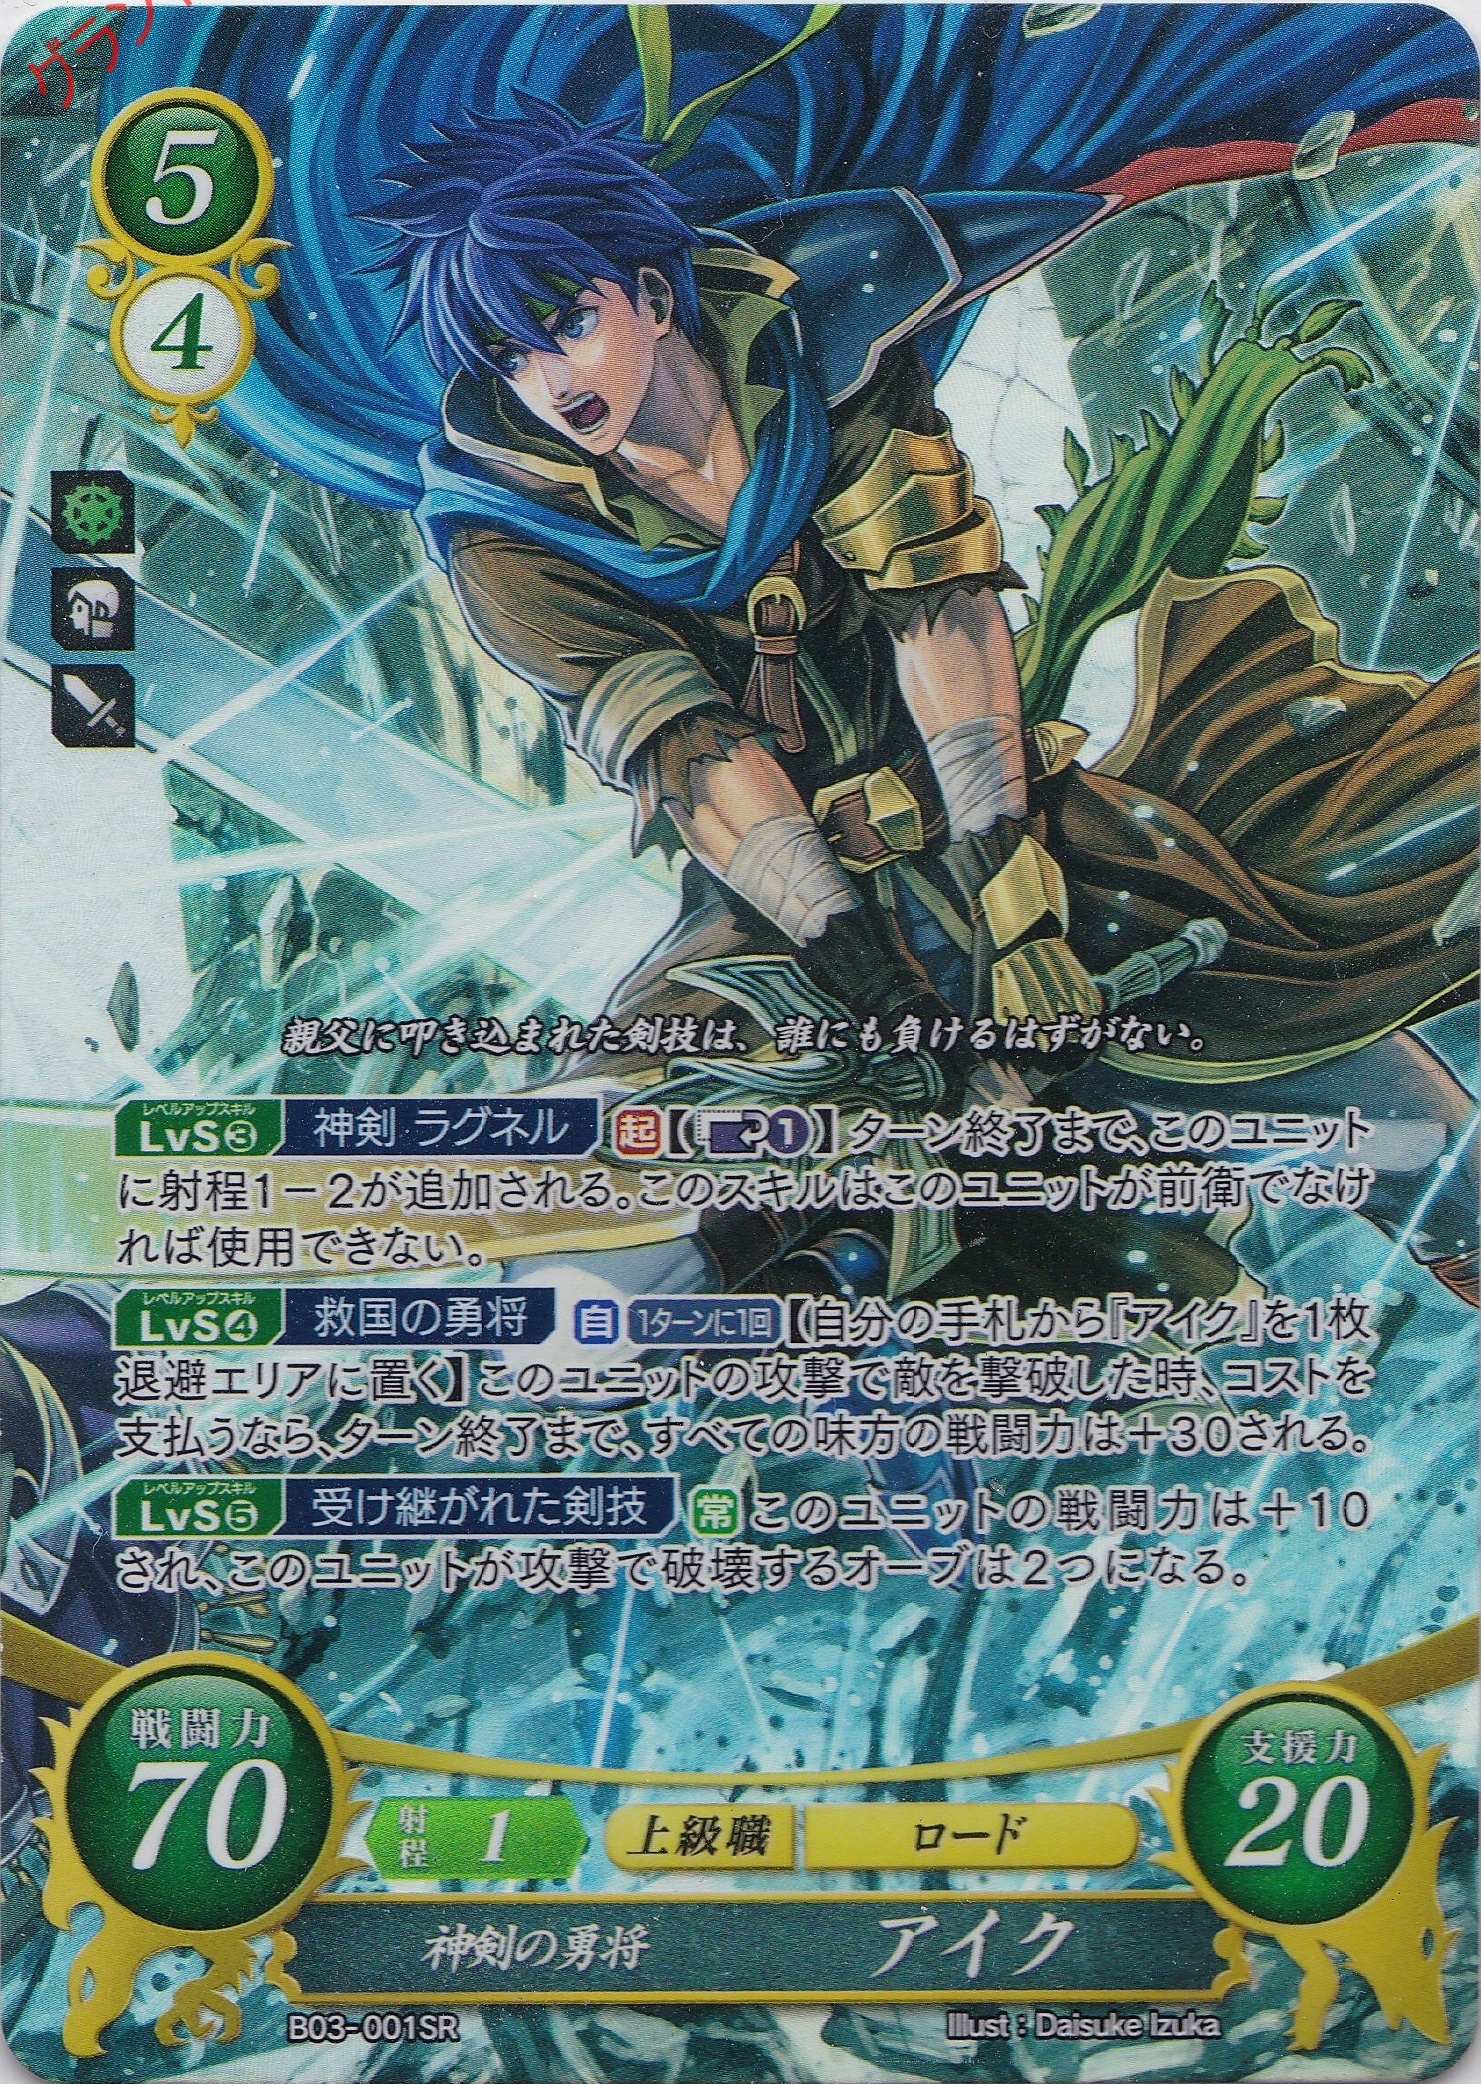 グラン
5
4
親父に叩き込まれた剣技は、誰にも負けるはずがない。
レベルアップスキル
LvS③ 神剣 ラグネル 起【1】ターン終了まで、このユニット
に射程1－2が追加される。このスキルはこのユニットが前衛でなけ
れば使用できない。
レベルアップスキル
LvS④ 救国の勇将 自 1ターンに1回【自分の手札から『アイク』を1枚
退避エリアに置く】このユニットの攻撃で敵を撃破した時、コストを
支払うなら、ターン終了まで、すべての味方の戦闘力は＋30される。
レベルアップスキル
LvS⑤ 受け継がれた剣技 常 このユニットの戦闘力は＋10
され、このユニットが攻撃で破壊するオーブは2つになる。
戦闘力
70
射程 1
上級職 ロード
支援力
20
神剣の勇将 アイク
B03-001SR Illust：Daisuke Izuka